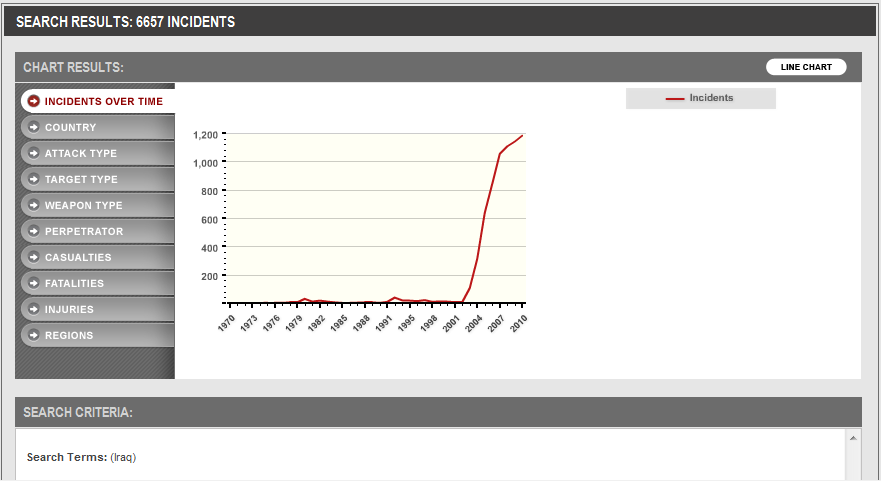 SEARCH RESULTS: 6657 INCIDENTS
CHART RESULTS:
LINE CHART
INCIDENTS OVER TIME
COUNTRY
ATTACK TYPE
TARGET TYPE
WEAPON TYPE
PERPETRATOR
CASUALTIES
FATALITIES
INJURIES
REGIONS
Incidents
1,200
1,000
800
600
400
200
1970 1973 1976 1979 1982 1985 1988 1991 1995 1998 2001 2004 2007 2010
SEARCH CRITERIA:
Search Terms: (Iraq)